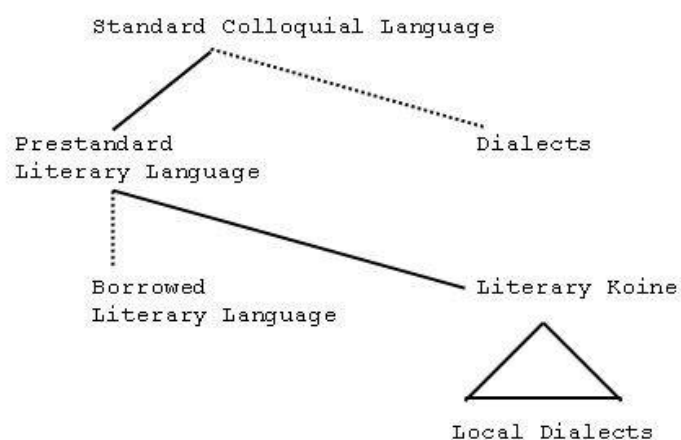 Standard Colloquial Language
Prestandard
Literary Language
Dialects
Borrowed
Literary Language
Literary Koine
Local Dialects